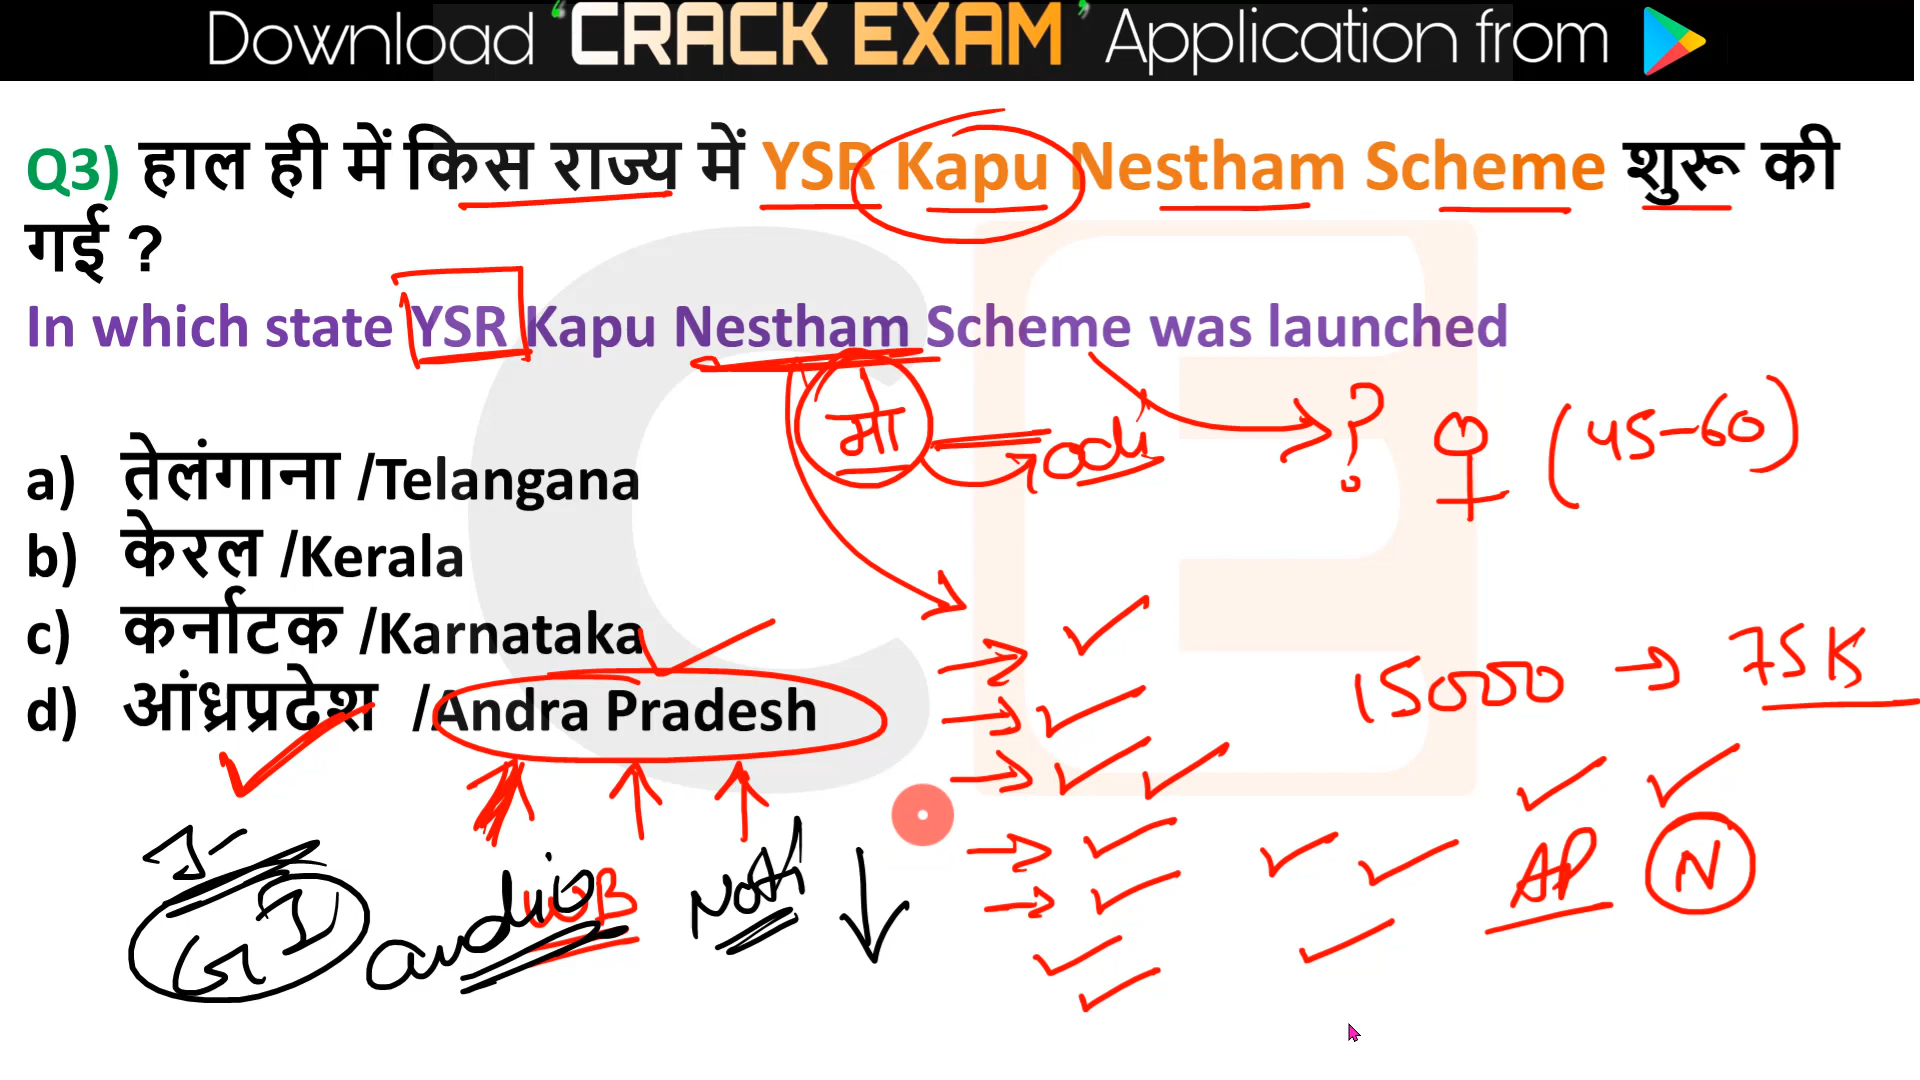 Download 'CRACK EXAM' Application from
Q3) हाल ही में किस राज्य में YSR Kapu Nestham Scheme शुरू की
गई ?
In which state YSR Kapu Nestham Scheme was launched
(45-60)
a) तेलंगाना /Telangana
b) केरल /Kerala
c) कर्नाटक /Karnataka
15000 → 75K
d) आंध्रप्रदेश /Andra Pradesh
AP N
audio